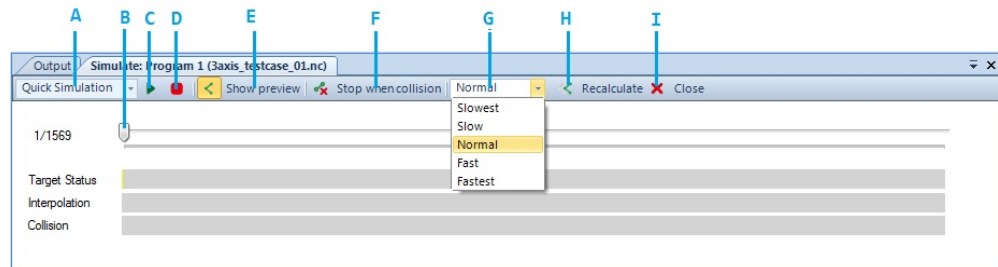 A B C D E F G H I
Output Simulate: Program 1 (3axis_testcase_01.nc)
Quick Simulation Show preview Stop when collision Normal Recalculate Close
Slowest
Slow
1/1569
Normal
Fast
Target Status
Fastest
Interpolation
Collision